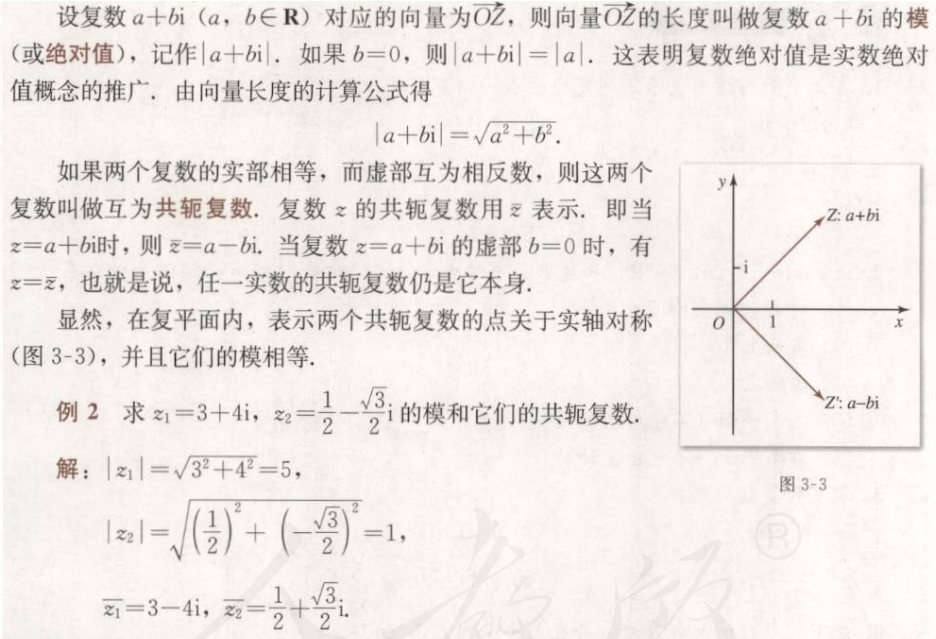 设复数 a+bi (a, b∈R) 对应的向量为$\overrightarrow{OZ}$，则向量$\overrightarrow{OZ}$的长度叫做复数 a+bi 的模
(或绝对值)，记作|a+bi|．如果 b=0，则|a+bi|=|a|．这表明复数绝对值是实数绝对
值概念的推广．由向量长度的计算公式得
|a+bi|=$\sqrt{a^2+b^2}$.
如果两个复数的实部相等，而虚部互为相反数，则这两个
复数叫做互为共轭复数．复数 z 的共轭复数用 $\bar{z}$ 表示．即当
z=a+bi时，则 $\bar{z}$=a−bi. 当复数 z=a+bi 的虚部 b=0 时，有
z=$\bar{z}$，也就是说，任一实数的共轭复数仍是它本身．
显然，在复平面内，表示两个共轭复数的点关于实轴对称
(图 3-3)，并且它们的模相等．
例 2 求 $z_1$=3+4i，$z_2$=$\frac{1}{2}-\frac{\sqrt{3}}{2}$i 的模和它们的共轭复数．
解：|$z_1$|=$\sqrt{3^2+4^2}$=5，
|$z_2$|=$\sqrt{\left(\frac{1}{2}\right)^2+\left(-\frac{\sqrt{3}}{2}\right)^2}$=1，
$\overline{z_1}$=3−4i，$\overline{z_2}$=$\frac{1}{2}+\frac{\sqrt{3}}{2}$i.
y
Z: a+bi
i
O
1
x
Z′: a−bi
图 3-3
人教版
®